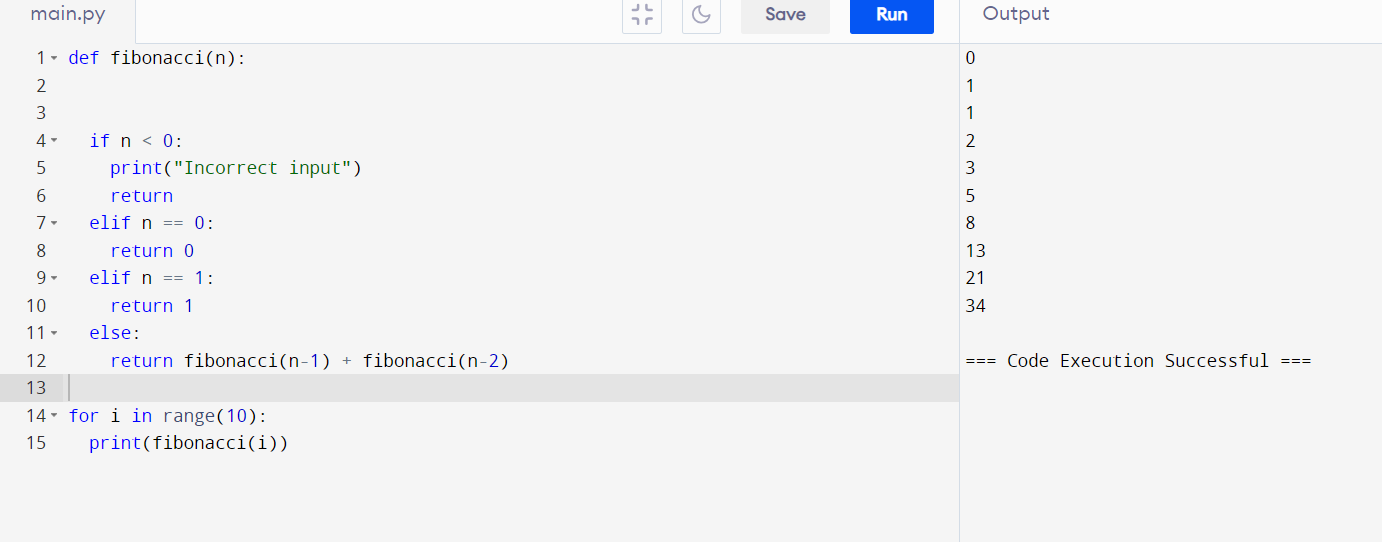 main.py Save Run Output
1 def fibonacci(n):
2
3
4   if n < 0:
5     print("Incorrect input")
6     return
7   elif n == 0:
8     return 0
9   elif n == 1:
10     return 1
11   else:
12     return fibonacci(n-1) + fibonacci(n-2)
13
14 for i in range(10):
15   print(fibonacci(i))
0
1
1
2
3
5
8
13
21
34
=== Code Execution Successful ===